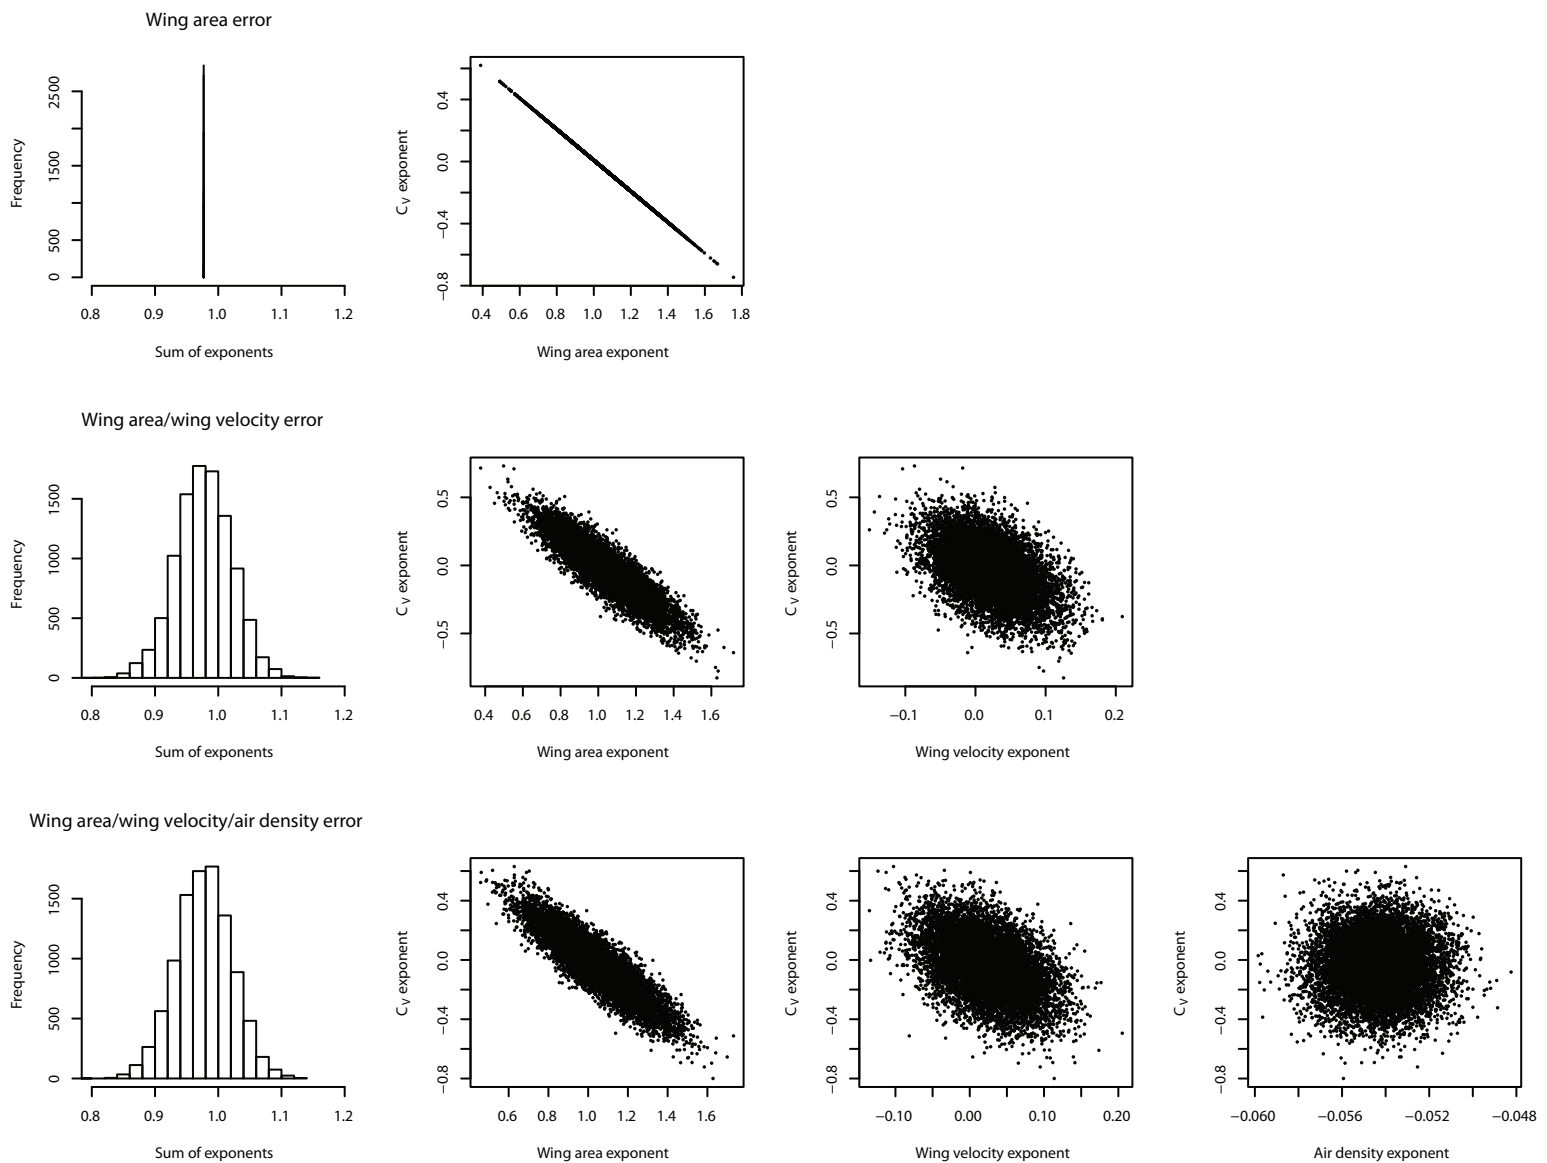 Wing area error
Frequency
0
500
1500
2500
0.8 0.9 1.0 1.1 1.2
Sum of exponents
CV exponent
−0.8
−0.4
0.0
0.4
0.4 0.6 0.8 1.0 1.2 1.4 1.6 1.8
Wing area exponent
Wing area/wing velocity error
Frequency
0
500
1000
1500
0.8 0.9 1.0 1.1 1.2
Sum of exponents
CV exponent
−0.5
0.0
0.5
0.4 0.6 0.8 1.0 1.2 1.4 1.6
Wing area exponent
CV exponent
−0.5
0.0
0.5
−0.1 0.0 0.1 0.2
Wing velocity exponent
Wing area/wing velocity/air density error
Frequency
0
500
1000
1500
0.8 0.9 1.0 1.1 1.2
Sum of exponents
CV exponent
−0.8
−0.4
0.0
0.4
0.6 0.8 1.0 1.2 1.4 1.6
Wing area exponent
CV exponent
−0.8
−0.4
0.0
0.4
−0.10 0.00 0.10 0.20
Wing velocity exponent
CV exponent
−0.8
−0.4
0.0
0.4
−0.060 −0.056 −0.052 −0.048
Air density exponent